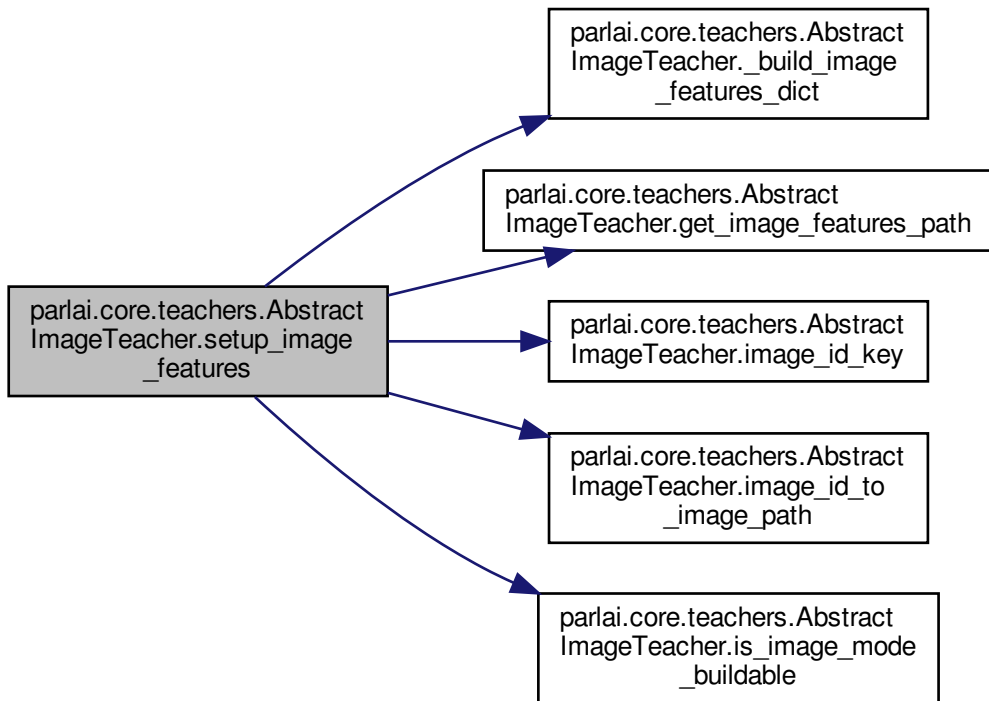 parlai.core.teachers.Abstract
ImageTeacher._build_image
_features_dict
parlai.core.teachers.Abstract
ImageTeacher.get_image_features_path
parlai.core.teachers.Abstract
ImageTeacher.setup_image
_features
parlai.core.teachers.Abstract
ImageTeacher.image_id_key
parlai.core.teachers.Abstract
ImageTeacher.image_id_to
_image_path
parlai.core.teachers.Abstract
ImageTeacher.is_image_mode
_buildable